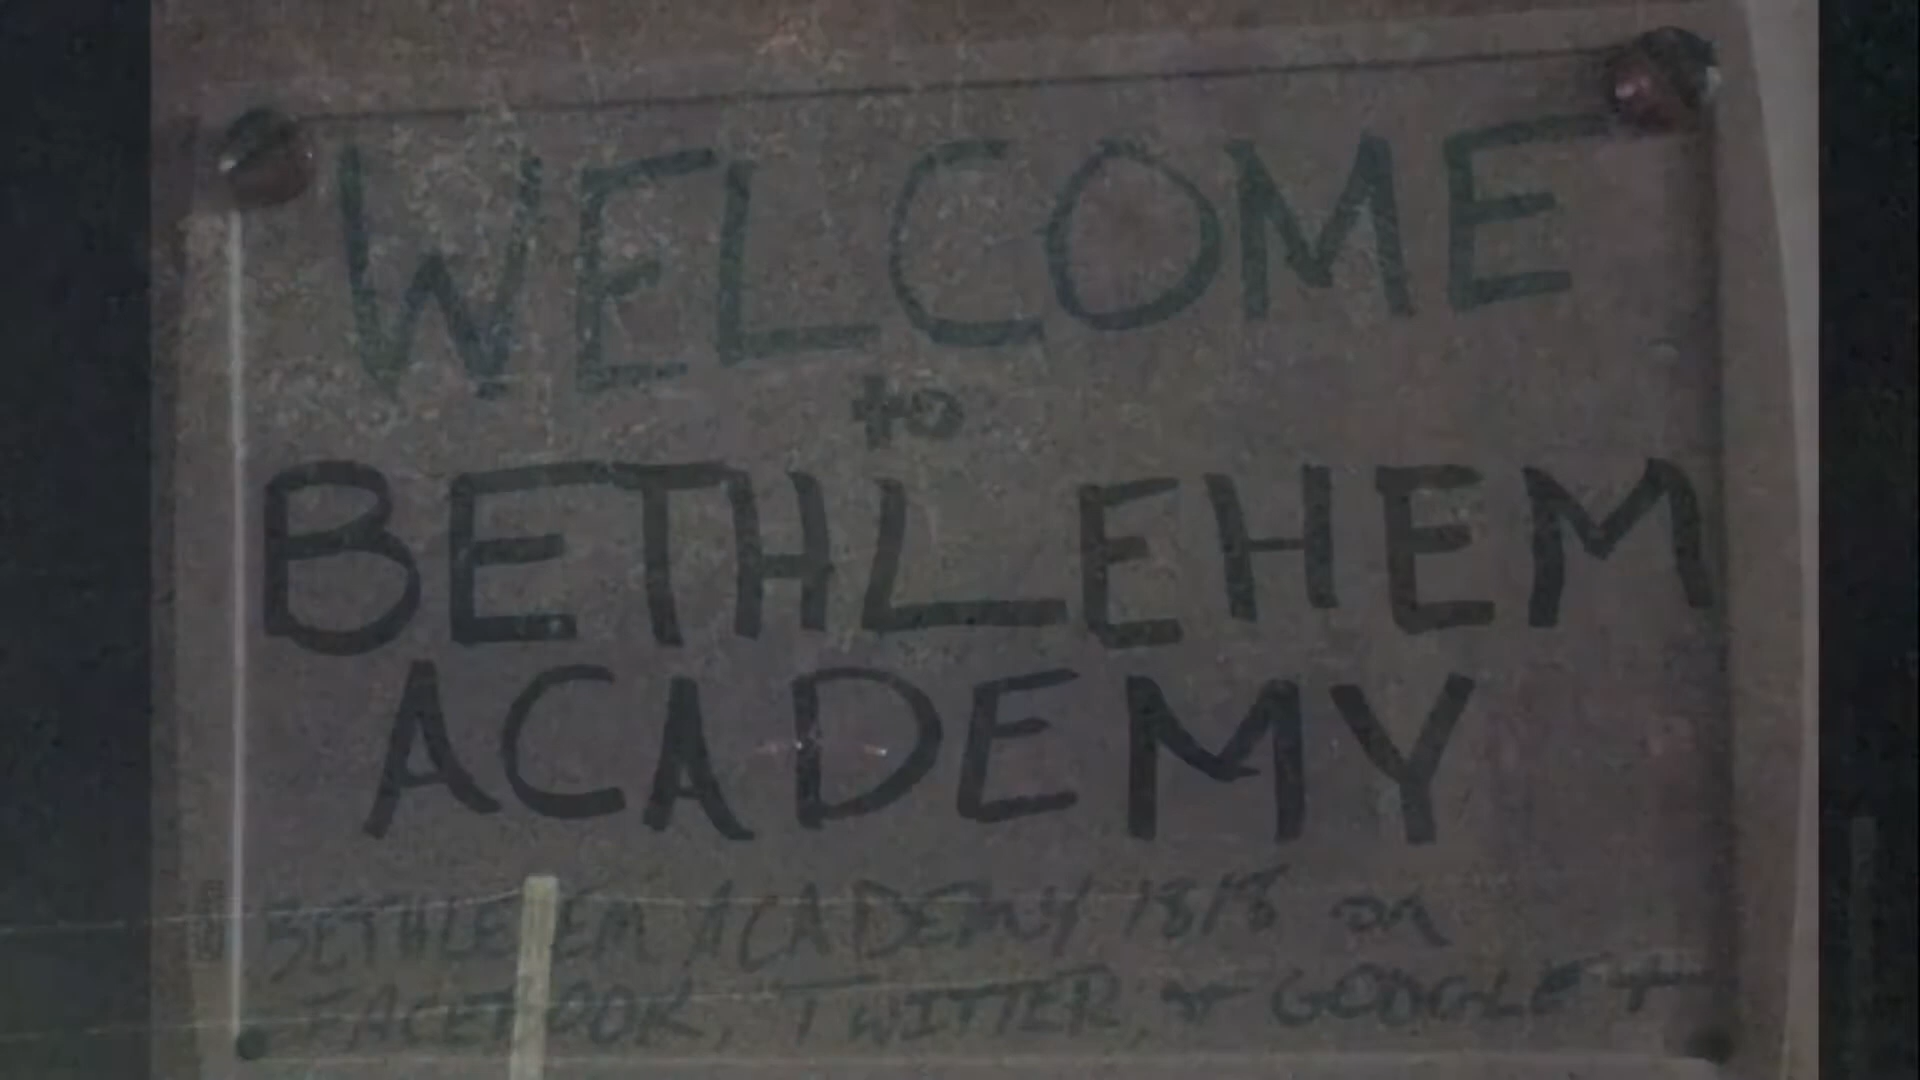 WELCOME
to
BETHLEHEM
ACADEMY
BETHLEHEM ACADEMY 1818 on
FACEBOOK, TWITTER, & GOOGLE +